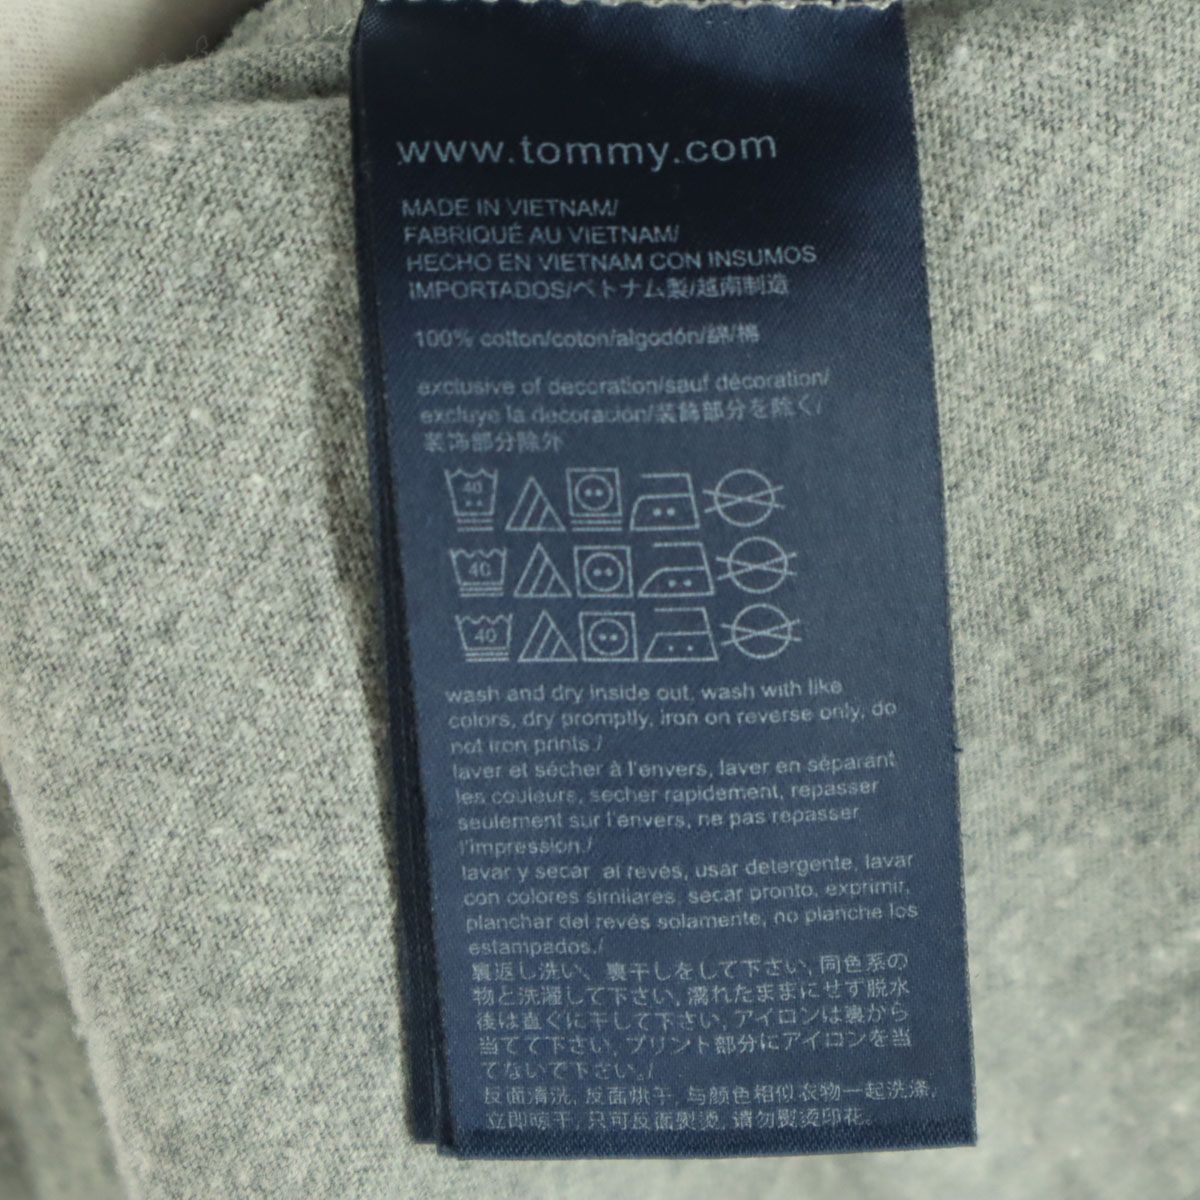 www.tommy.com
MADE IN VIETNAM/
FABRIQUÉ AU VIETNAM/
HECHO EN VIETNAM CON INSUMOS
IMPORTADOS/ベトナム製/越南制造
100% cotton/coton/algodón/綿/棉
exclusive of decoration/sauf décoration/
excluye la decoracion/装飾部分を除く/
装饰部分除外
40
40
40
wash and dry inside out, wash with like
colors, dry promptly, iron on reverse only, do
not iron prints./
laver et sécher à l'envers, laver en séparant
les couleurs, secher rapidement, repasser
seulement sur l'envers, ne pas repasser
l'impression./
lavar y secar al revés, usar detergente, lavar
con colores similares, secar pronto, exprimir,
planchar del revés solamente, no planche los
estampados./
裏返し洗い、裏干しをして下さい, 同色系の
物と洗濯して下さい, 濡れたままにせず脱水
後は直ぐに干して下さい, アイロンは裏から
当てて下さい, プリント部分にアイロンを当
てないで下さい./
反面清洗, 反面烘干, 与颜色相似衣物一起洗涤,
立即晾干, 只可反面熨烫, 请勿熨烫印花.